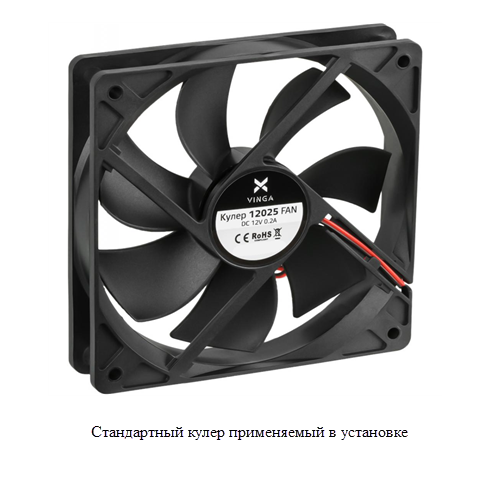 VINGA
Кулер 12025 FAN
DC 12V 0.2A
CE RoHS
Стандартный кулер применяемый в установке